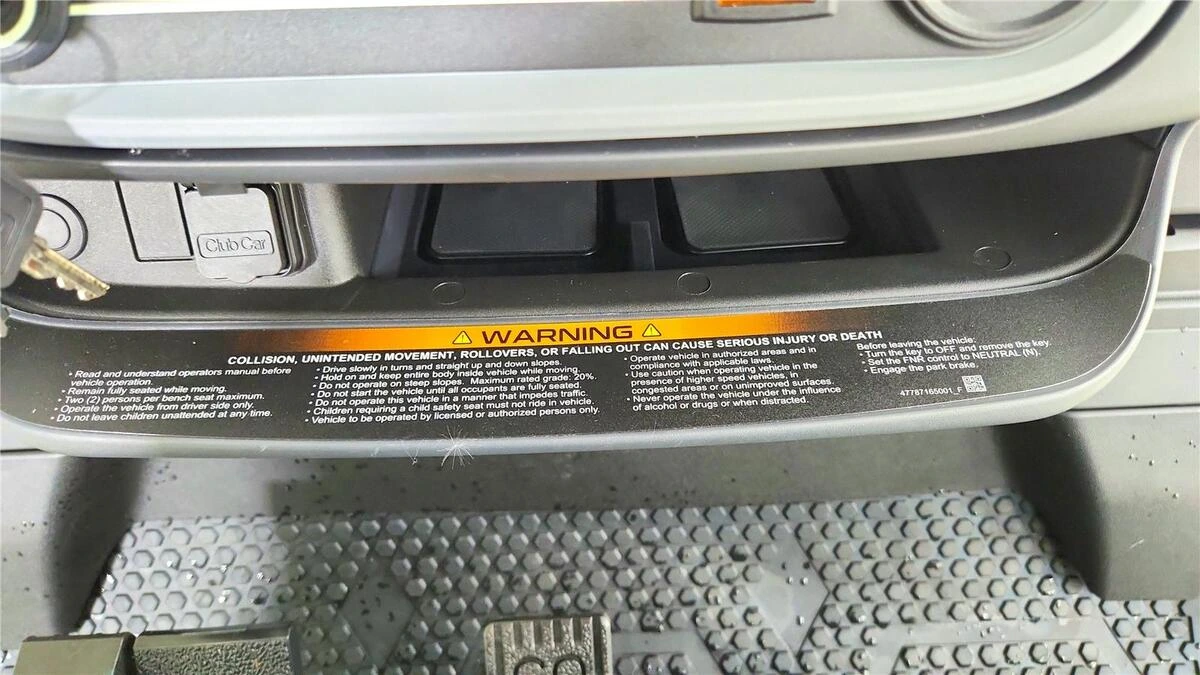 Club Car
WARNING
COLLISION, UNINTENDED MOVEMENT, ROLLOVERS, OR FALLING OUT CAN CAUSE SERIOUS INJURY OR DEATH
• Read and understand operators manual before
vehicle operation.
• Remain fully seated while moving.
• Two (2) persons per bench seat maximum.
• Operate the vehicle from driver side only.
• Do not leave children unattended at any time.
• Drive slowly in turns and straight up and down slopes.
• Hold on and keep entire body inside vehicle while moving.
• Do not operate on steep slopes. Maximum rated grade: 20%.
• Do not start the vehicle until all occupants are fully seated.
• Do not operate this vehicle in a manner that impedes traffic.
• Children requiring a child safety seat must not ride in vehicle.
• Vehicle to be operated by licensed or authorized persons only.
• Operate vehicle in authorized areas and in
compliance with applicable laws.
• Use caution when operating vehicle in the
presence of higher speed vehicles, in
congested areas or on unimproved surfaces.
• Never operate the vehicle under the influence
of alcohol or drugs or when distracted.
Before leaving the vehicle:
• Turn the key to OFF and remove the key.
• Set the FNR control to NEUTRAL (N).
• Engage the park brake.
47787165001_F
GO